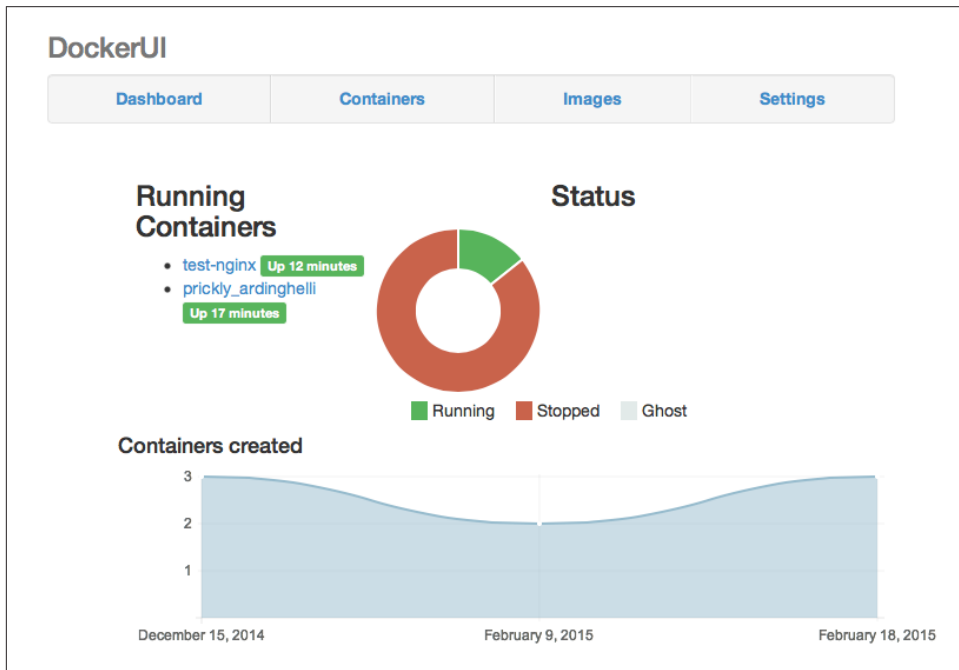 DockerUI
Dashboard
Containers
Images
Settings
Running
Containers
test-nginx Up 12 minutes
prickly_ardinghelli
Up 17 minutes
Status
Running
Stopped
Ghost
Containers created
3
2
1
December 15, 2014
February 9, 2015
February 18, 2015